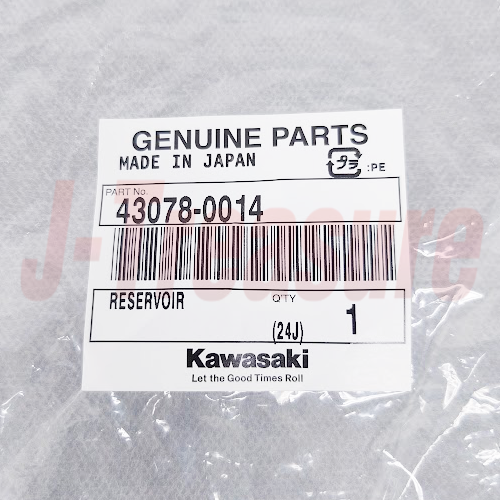 GENUINE PARTS
MADE IN JAPAN
プラ :PE
PART No.
43078-0014
RESERVOIR Q'TY
(24J) 1
Kawasaki
Let the Good Times Roll
J-Treasure